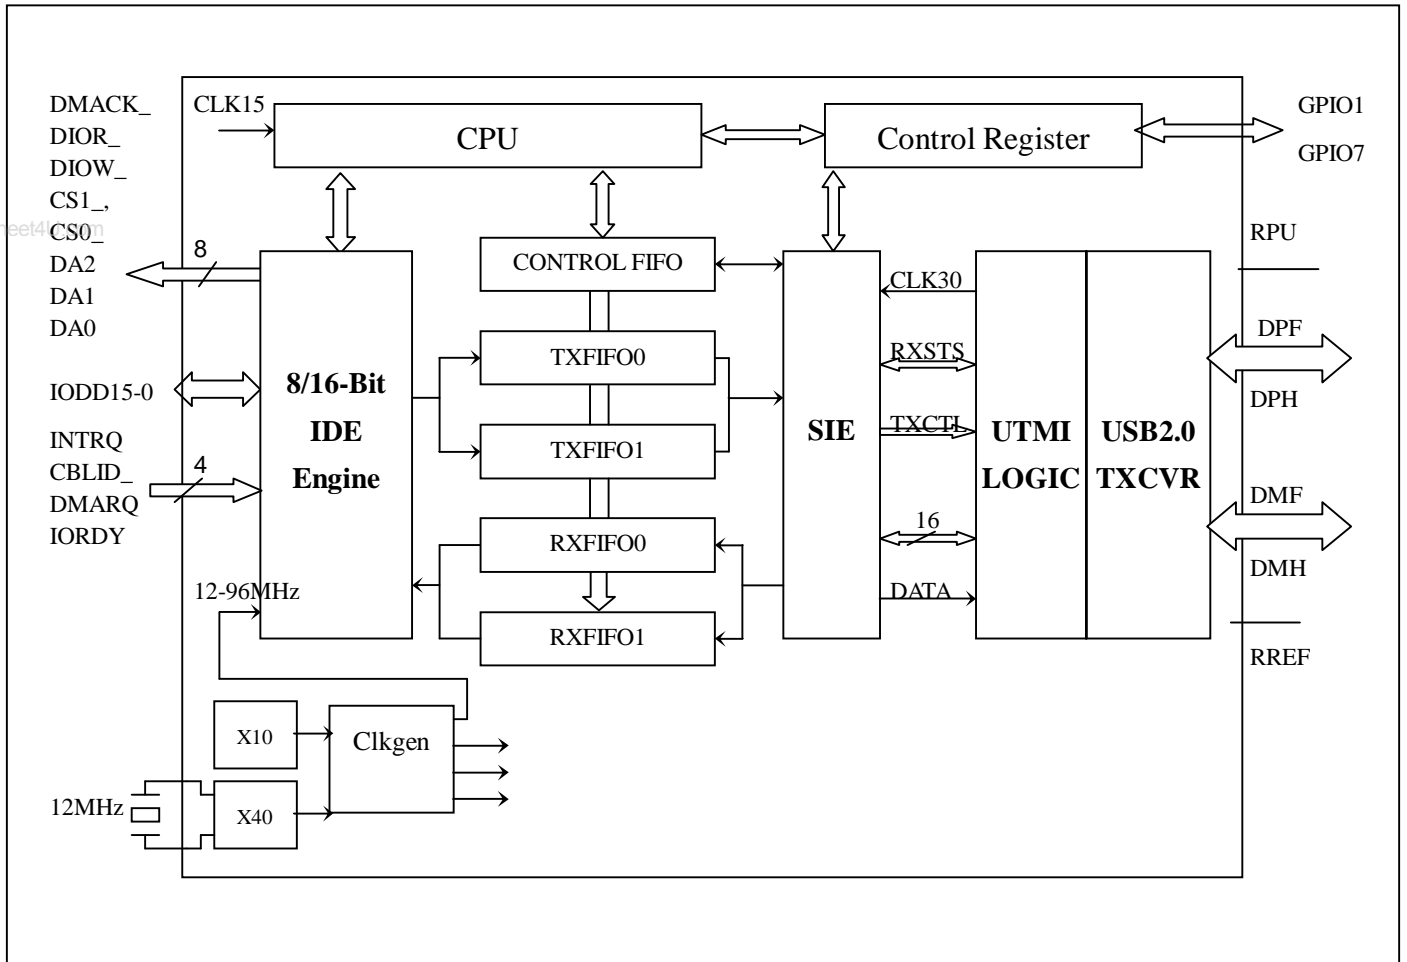 DMACK_
DIOR_
DIOW_
CS1_,
CS0_
DA2
DA1
DA0
8
IODD15-0
INTRQ
CBLID_
DMARQ
IORDY
4
12-96MHz
12MHz
CLK15
CPU
Control Register
GPIO1
GPIO7
8/16-Bit
IDE
Engine
CONTROL FIFO
TXFIFO0
TXFIFO1
RXFIFO0
RXFIFO1
SIE
CLK30
RXSTS
TXCTL
16
DATA
UTMI
LOGIC
USB2.0
TXCVR
RPU
DPF
DPH
DMF
DMH
RREF
X10
X40
Clkgen